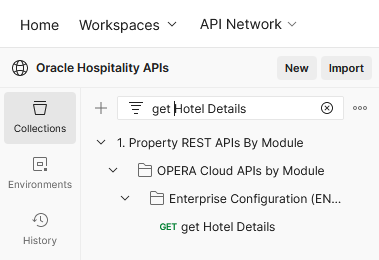 Home Workspaces API Network
Oracle Hospitality APIs New Import
get Hotel Details
Collections
1. Property REST APIs By Module
OPERA Cloud APIs by Module
Environments
Enterprise Configuration (EN...
GET get Hotel Details
History